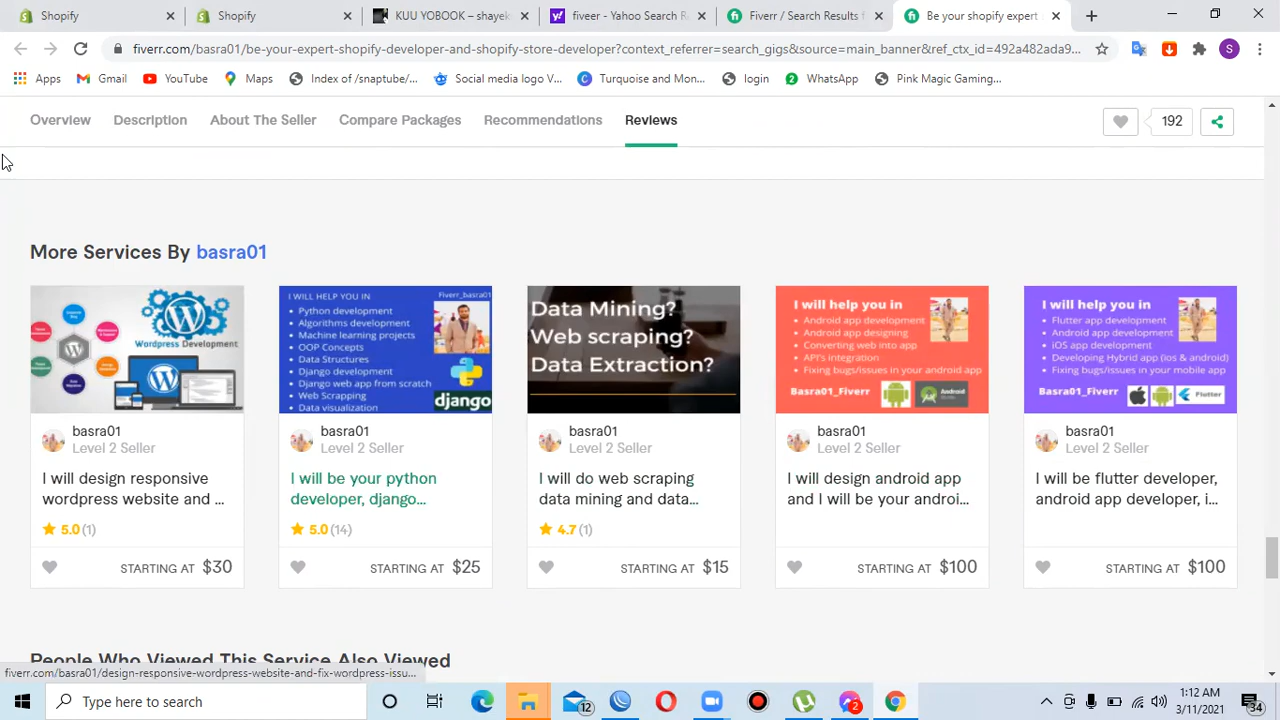 Shopify
Shopify
KUU YOBOOK – shayek
fiveer - Yahoo Search R
Fiverr / Search Results f
Be your shopify expert
fiverr.com/basra01/be-your-expert-shopify-developer-and-shopify-store-developer?context_referrer=search_gigs&source=main_banner&ref_ctx_id=492a482ada9...
S
Apps
Gmail
YouTube
Maps
Index of /snaptube/...
Social media logo V...
Turquoise and Mon...
login
WhatsApp
Pink Magic Gaming...
Overview
Description
About The Seller
Compare Packages
Recommendations
Reviews
192
More Services By basra01
Wordpress
Development
I WILL HELP YOU IN
Fiverr_basra01
• Python development
• Algorithms development
• Machine learning projects
• OOP Concepts
• Data Structures
• Django development
• Django web app from scratch
• Web Scrapping
• Data visualization
django
Data Mining?
Web scraping?
Data Extraction?
I will help you in
• Android app development
• Android app designing
• Converting web into app
• API's integration
• Fixing bugs/issues in your android app
Basra01_Fiverr
I will help you in
• Flutter app development
• Android app development
• iOS app development
• Developing Hybrid app (ios & android)
• Fixing bugs/issues in your mobile app
Basra01_Fiverr
Flutter
basra01
Level 2 Seller
I will design responsive
wordpress website and ...
5.0 (1)
STARTING AT $30
basra01
Level 2 Seller
I will be your python
developer, django...
5.0 (14)
STARTING AT $25
basra01
Level 2 Seller
I will do web scraping
data mining and data...
4.7 (1)
STARTING AT $15
basra01
Level 2 Seller
I will design android app
and I will be your androi...
STARTING AT $100
basra01
Level 2 Seller
I will be flutter developer,
android app developer, i...
STARTING AT $100
People Who Viewed This Service Also Viewed
fiverr.com/basra01/design-responsive-wordpress-website-and-fix-wordpress-issu...
Type here to search
12
2
1:12 AM
3/11/2021
34